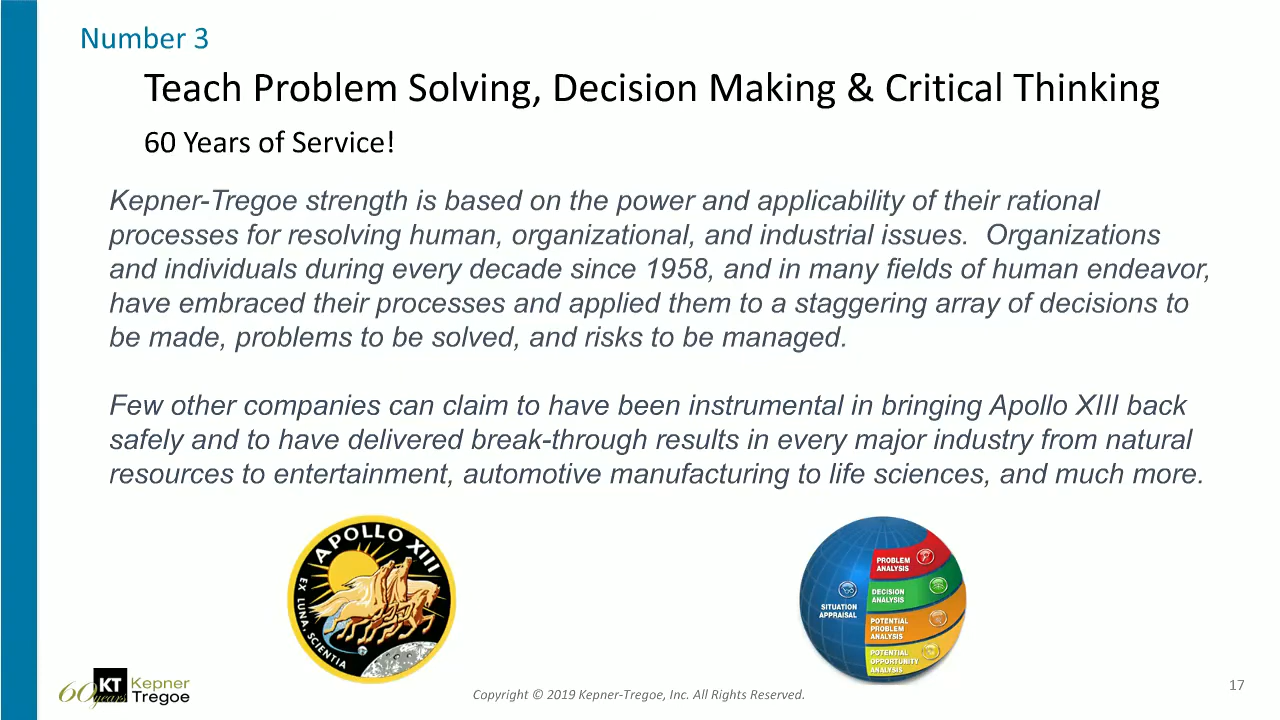 Number 3
Teach Problem Solving, Decision Making & Critical Thinking
60 Years of Service!
Kepner-Tregoe strength is based on the power and applicability of their rational
processes for resolving human, organizational, and industrial issues.  Organizations
and individuals during every decade since 1958, and in many fields of human endeavor,
have embraced their processes and applied them to a staggering array of decisions to
be made, problems to be solved, and risks to be managed.
Few other companies can claim to have been instrumental in bringing Apollo XIII back
safely and to have delivered break-through results in every major industry from natural
resources to entertainment, automotive manufacturing to life sciences, and much more.
APOLLO XIII
EX LUNA, SCIENTIA
SITUATION
APPRAISAL
PROBLEM
ANALYSIS
DECISION
ANALYSIS
POTENTIAL
PROBLEM
ANALYSIS
POTENTIAL
OPPORTUNITY
ANALYSIS
60 years
KT
Kepner
Tregoe
Copyright © 2019 Kepner-Tregoe, Inc. All Rights Reserved.
17